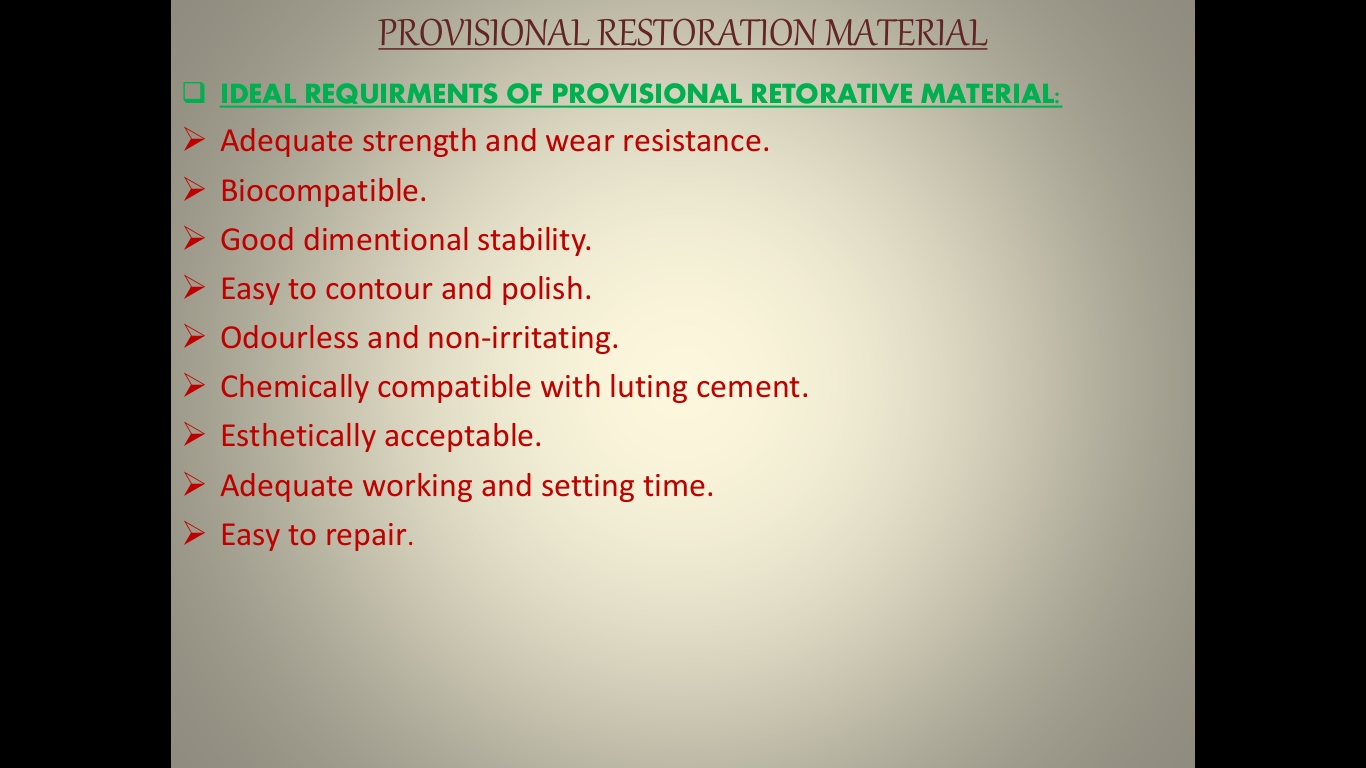 PROVISIONAL RESTORATION MATERIAL
IDEAL REQUIRMENTS OF PROVISIONAL RETORATIVE MATERIAL:
Adequate strength and wear resistance.
Biocompatible.
Good dimentional stability.
Easy to contour and polish.
Odourless and non-irritating.
Chemically compatible with luting cement.
Esthetically acceptable.
Adequate working and setting time.
Easy to repair.